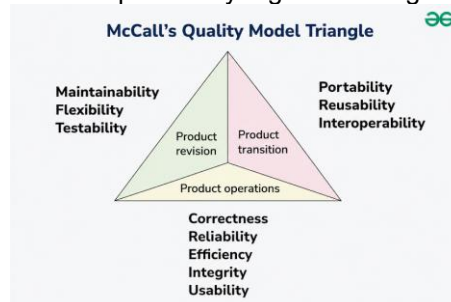 McCall's Quality Model Triangle
Maintainability
Flexibility
Testability
Portability
Reusability
Interoperability
Product
revision
Product
transition
Product operations
Correctness
Reliability
Efficiency
Integrity
Usability